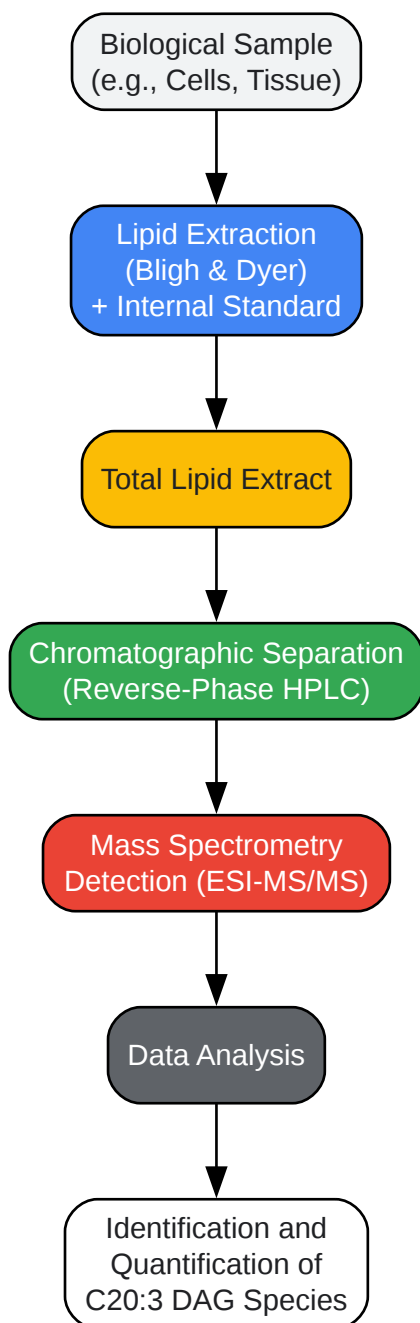 Biological Sample
(e.g., Cells, Tissue)
Lipid Extraction
(Bligh & Dyer)
+ Internal Standard
Total Lipid Extract
Chromatographic Separation
(Reverse-Phase HPLC)
Mass Spectrometry
Detection (ESI-MS/MS)
Data Analysis
Identification and
Quantification of
C20:3 DAG Species